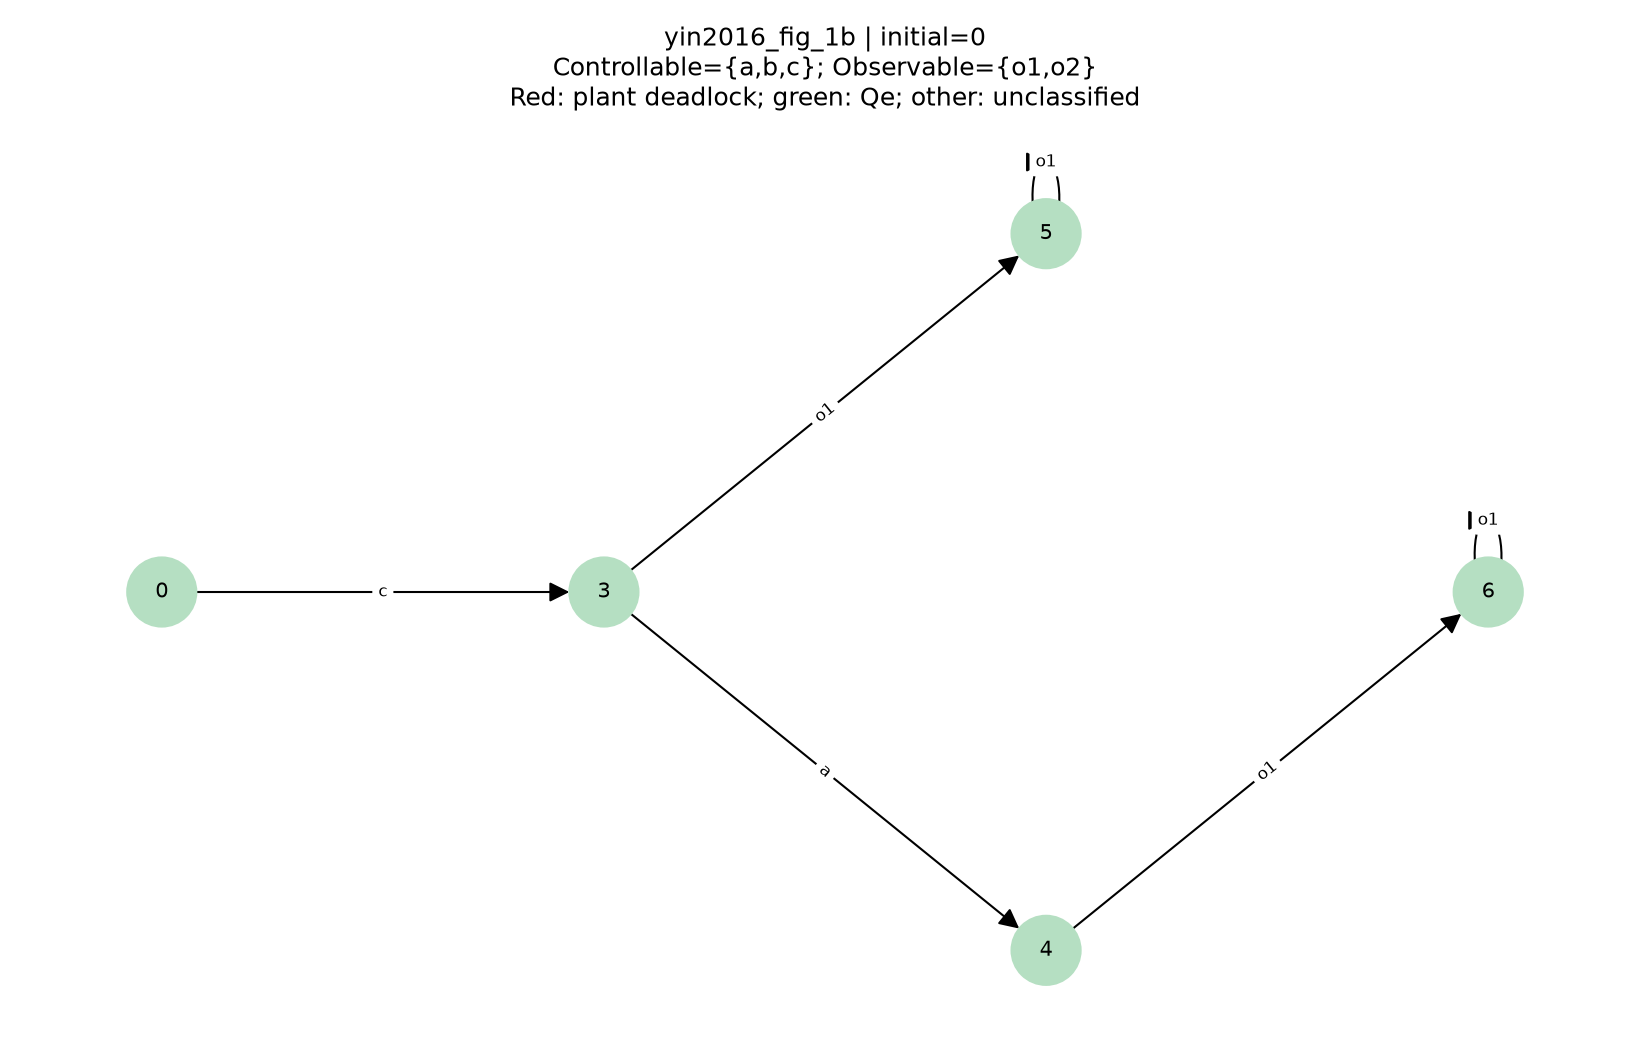 yin2016_fig_1b | initial=0
Controllable={a,b,c}; Observable={o1,o2}
Red: plant deadlock; green: Qe; other: unclassified
o1
5
o1
o1
0
c
3
6
a
o1
4